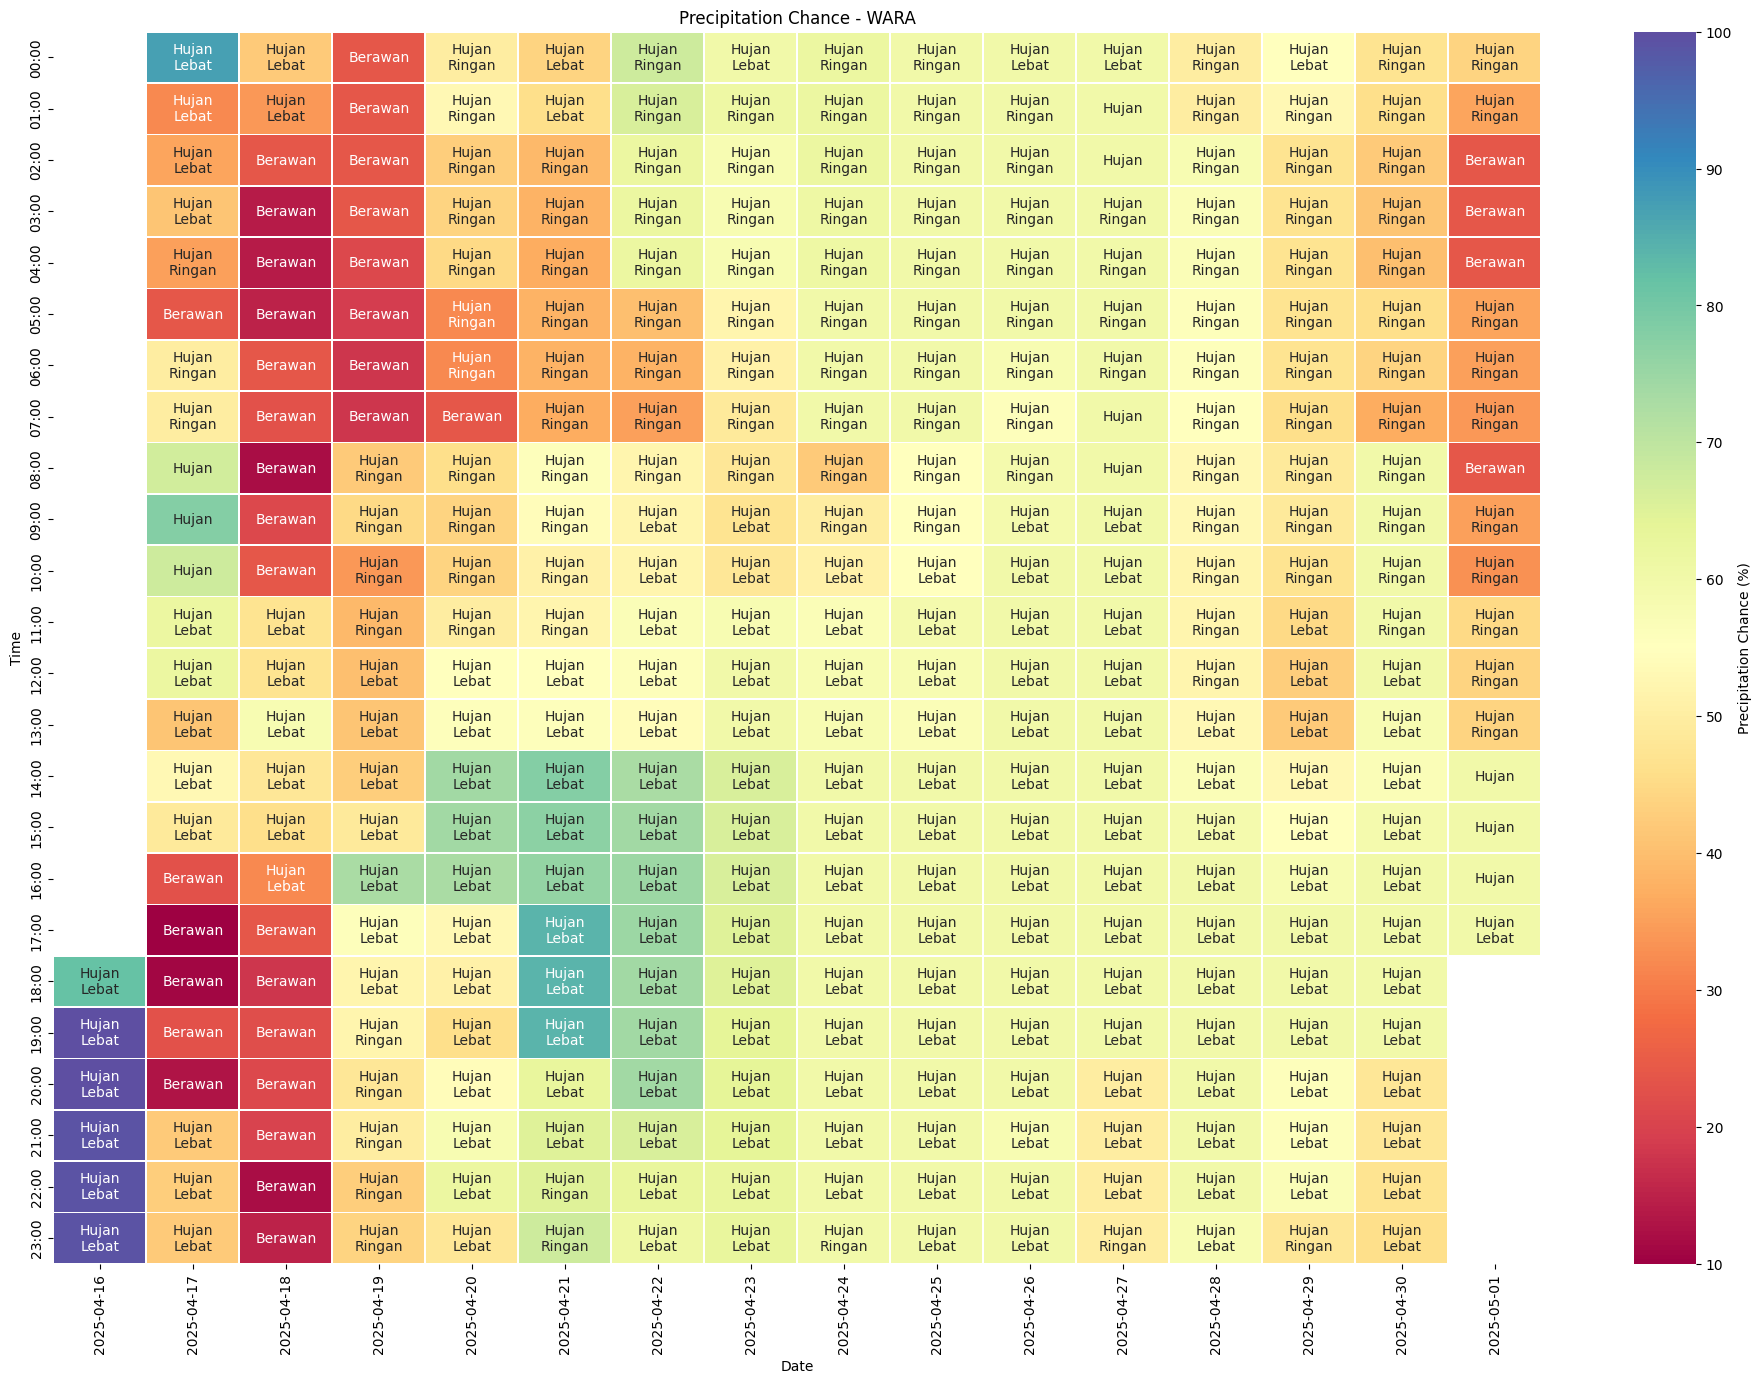 Precipitation Chance - WARA
00:00 Hujan Lebat Hujan Lebat Berawan Hujan Ringan Hujan Lebat Hujan Ringan Hujan Lebat Hujan Ringan Hujan Ringan Hujan Lebat Hujan Lebat Hujan Ringan Hujan Lebat Hujan Ringan Hujan Ringan
01:00 Hujan Lebat Hujan Lebat Berawan Hujan Ringan Hujan Lebat Hujan Ringan Hujan Ringan Hujan Ringan Hujan Ringan Hujan Ringan Hujan Hujan Ringan Hujan Ringan Hujan Ringan Hujan Ringan
02:00 Hujan Lebat Berawan Berawan Hujan Ringan Hujan Ringan Hujan Ringan Hujan Ringan Hujan Ringan Hujan Ringan Hujan Ringan Hujan Hujan Ringan Hujan Ringan Hujan Ringan Berawan
03:00 Hujan Lebat Berawan Berawan Hujan Ringan Hujan Ringan Hujan Ringan Hujan Ringan Hujan Ringan Hujan Ringan Hujan Ringan Hujan Ringan Hujan Ringan Hujan Ringan Hujan Ringan Berawan
04:00 Hujan Ringan Berawan Berawan Hujan Ringan Hujan Ringan Hujan Ringan Hujan Ringan Hujan Ringan Hujan Ringan Hujan Ringan Hujan Ringan Hujan Ringan Hujan Ringan Hujan Ringan Berawan
05:00 Berawan Berawan Berawan Hujan Ringan Hujan Ringan Hujan Ringan Hujan Ringan Hujan Ringan Hujan Ringan Hujan Ringan Hujan Ringan Hujan Ringan Hujan Ringan Hujan Ringan Hujan Ringan
06:00 Hujan Ringan Berawan Berawan Hujan Ringan Hujan Ringan Hujan Ringan Hujan Ringan Hujan Ringan Hujan Ringan Hujan Ringan Hujan Ringan Hujan Ringan Hujan Ringan Hujan Ringan Hujan Ringan
07:00 Hujan Ringan Berawan Berawan Berawan Hujan Ringan Hujan Ringan Hujan Ringan Hujan Ringan Hujan Ringan Hujan Ringan Hujan Hujan Ringan Hujan Ringan Hujan Ringan Hujan Ringan
08:00 Hujan Berawan Hujan Ringan Hujan Ringan Hujan Ringan Hujan Ringan Hujan Ringan Hujan Ringan Hujan Ringan Hujan Ringan Hujan Hujan Ringan Hujan Ringan Hujan Ringan Berawan
09:00 Hujan Berawan Hujan Ringan Hujan Ringan Hujan Ringan Hujan Lebat Hujan Lebat Hujan Ringan Hujan Ringan Hujan Lebat Hujan Lebat Hujan Ringan Hujan Ringan Hujan Ringan Hujan Ringan
10:00 Hujan Berawan Hujan Ringan Hujan Ringan Hujan Ringan Hujan Lebat Hujan Lebat Hujan Lebat Hujan Lebat Hujan Lebat Hujan Lebat Hujan Ringan Hujan Ringan Hujan Ringan Hujan Ringan
11:00 Hujan Lebat Hujan Lebat Hujan Ringan Hujan Ringan Hujan Ringan Hujan Lebat Hujan Lebat Hujan Lebat Hujan Lebat Hujan Lebat Hujan Lebat Hujan Ringan Hujan Lebat Hujan Ringan Hujan Ringan
12:00 Hujan Lebat Hujan Lebat Hujan Lebat Hujan Lebat Hujan Lebat Hujan Lebat Hujan Lebat Hujan Lebat Hujan Lebat Hujan Lebat Hujan Lebat Hujan Ringan Hujan Lebat Hujan Lebat Hujan Ringan
13:00 Hujan Lebat Hujan Lebat Hujan Lebat Hujan Lebat Hujan Lebat Hujan Lebat Hujan Lebat Hujan Lebat Hujan Lebat Hujan Lebat Hujan Lebat Hujan Lebat Hujan Lebat Hujan Lebat Hujan Ringan
14:00 Hujan Lebat Hujan Lebat Hujan Lebat Hujan Lebat Hujan Lebat Hujan Lebat Hujan Lebat Hujan Lebat Hujan Lebat Hujan Lebat Hujan Lebat Hujan Lebat Hujan Lebat Hujan Lebat Hujan
15:00 Hujan Lebat Hujan Lebat Hujan Lebat Hujan Lebat Hujan Lebat Hujan Lebat Hujan Lebat Hujan Lebat Hujan Lebat Hujan Lebat Hujan Lebat Hujan Lebat Hujan Lebat Hujan Lebat Hujan
16:00 Berawan Hujan Lebat Hujan Lebat Hujan Lebat Hujan Lebat Hujan Lebat Hujan Lebat Hujan Lebat Hujan Lebat Hujan Lebat Hujan Lebat Hujan Lebat Hujan Lebat Hujan Lebat Hujan
17:00 Berawan Berawan Hujan Lebat Hujan Lebat Hujan Lebat Hujan Lebat Hujan Lebat Hujan Lebat Hujan Lebat Hujan Lebat Hujan Lebat Hujan Lebat Hujan Lebat Hujan Lebat Hujan Lebat
18:00 Hujan Lebat Berawan Berawan Hujan Lebat Hujan Lebat Hujan Lebat Hujan Lebat Hujan Lebat Hujan Lebat Hujan Lebat Hujan Lebat Hujan Lebat Hujan Lebat Hujan Lebat Hujan Lebat
19:00 Hujan Lebat Berawan Berawan Hujan Ringan Hujan Lebat Hujan Lebat Hujan Lebat Hujan Lebat Hujan Lebat Hujan Lebat Hujan Lebat Hujan Lebat Hujan Lebat Hujan Lebat Hujan Lebat
20:00 Hujan Lebat Berawan Berawan Hujan Ringan Hujan Lebat Hujan Lebat Hujan Lebat Hujan Lebat Hujan Lebat Hujan Lebat Hujan Lebat Hujan Lebat Hujan Lebat Hujan Lebat Hujan Lebat
21:00 Hujan Lebat Hujan Lebat Berawan Hujan Ringan Hujan Lebat Hujan Lebat Hujan Lebat Hujan Lebat Hujan Lebat Hujan Lebat Hujan Lebat Hujan Lebat Hujan Lebat Hujan Lebat Hujan Lebat
22:00 Hujan Lebat Hujan Lebat Berawan Hujan Ringan Hujan Lebat Hujan Ringan Hujan Lebat Hujan Lebat Hujan Lebat Hujan Lebat Hujan Lebat Hujan Lebat Hujan Lebat Hujan Lebat Hujan Lebat
23:00 Hujan Lebat Hujan Lebat Berawan Hujan Ringan Hujan Lebat Hujan Ringan Hujan Lebat Hujan Lebat Hujan Ringan Hujan Lebat Hujan Lebat Hujan Ringan Hujan Lebat Hujan Ringan Hujan Lebat
Time
2025-04-16 2025-04-17 2025-04-18 2025-04-19 2025-04-20 2025-04-21 2025-04-22 2025-04-23 2025-04-24 2025-04-25 2025-04-26 2025-04-27 2025-04-28 2025-04-29 2025-04-30 2025-05-01
Date
100
90
80
70
60
50
40
30
20
10
Precipitation Chance (%)